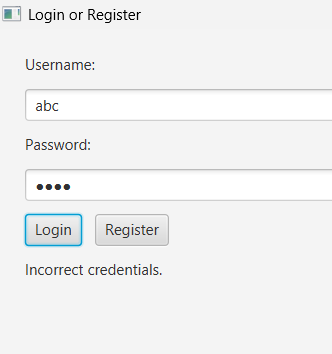 Login or Register
Username:
abc
Password:
●●●●
Login Register
Incorrect credentials.